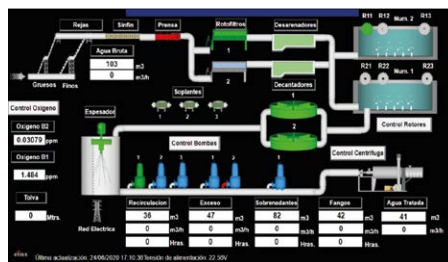 Rejas
Sinfin
Prensa
Rotofiltros
Desarenadores
R11
R12
Num. 2
R13
Agua Bruta
103
m3
0
m3/h
1
2
Gruesos
Finos
Num. 1
R21
R22
R23
Soplantes
1
2
3
Decantadores
1
2
Control Oxigeno
Espesador
Control Rotores
Oxigeno B2
0.03079
ppm
Control Bombas
Control Centrifuga
Oxigeno B1
1.484
ppm
Tolva
0
Mtrs.
Red Electrica
Recirculacion
Exceso
Sobrenadantes
Fangos
Agua Tratada
36 m3
47 m3
82 m3
42 m3
41 m3
0 m3/h
0 m3/h
0 m3/h
0 m3/h
0 m3/h
0 Hras.
0 Hras.
0 Hras.
0 Hras.
Última actualización: 24/06/2020 17:10:36 Tensión de alimentación: 22.56V